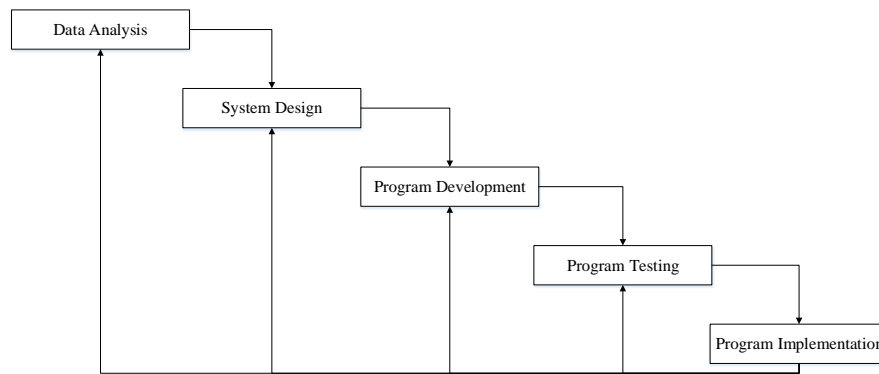 Data Analysis
System Design
Program Development
Program Testing
Program Implementation